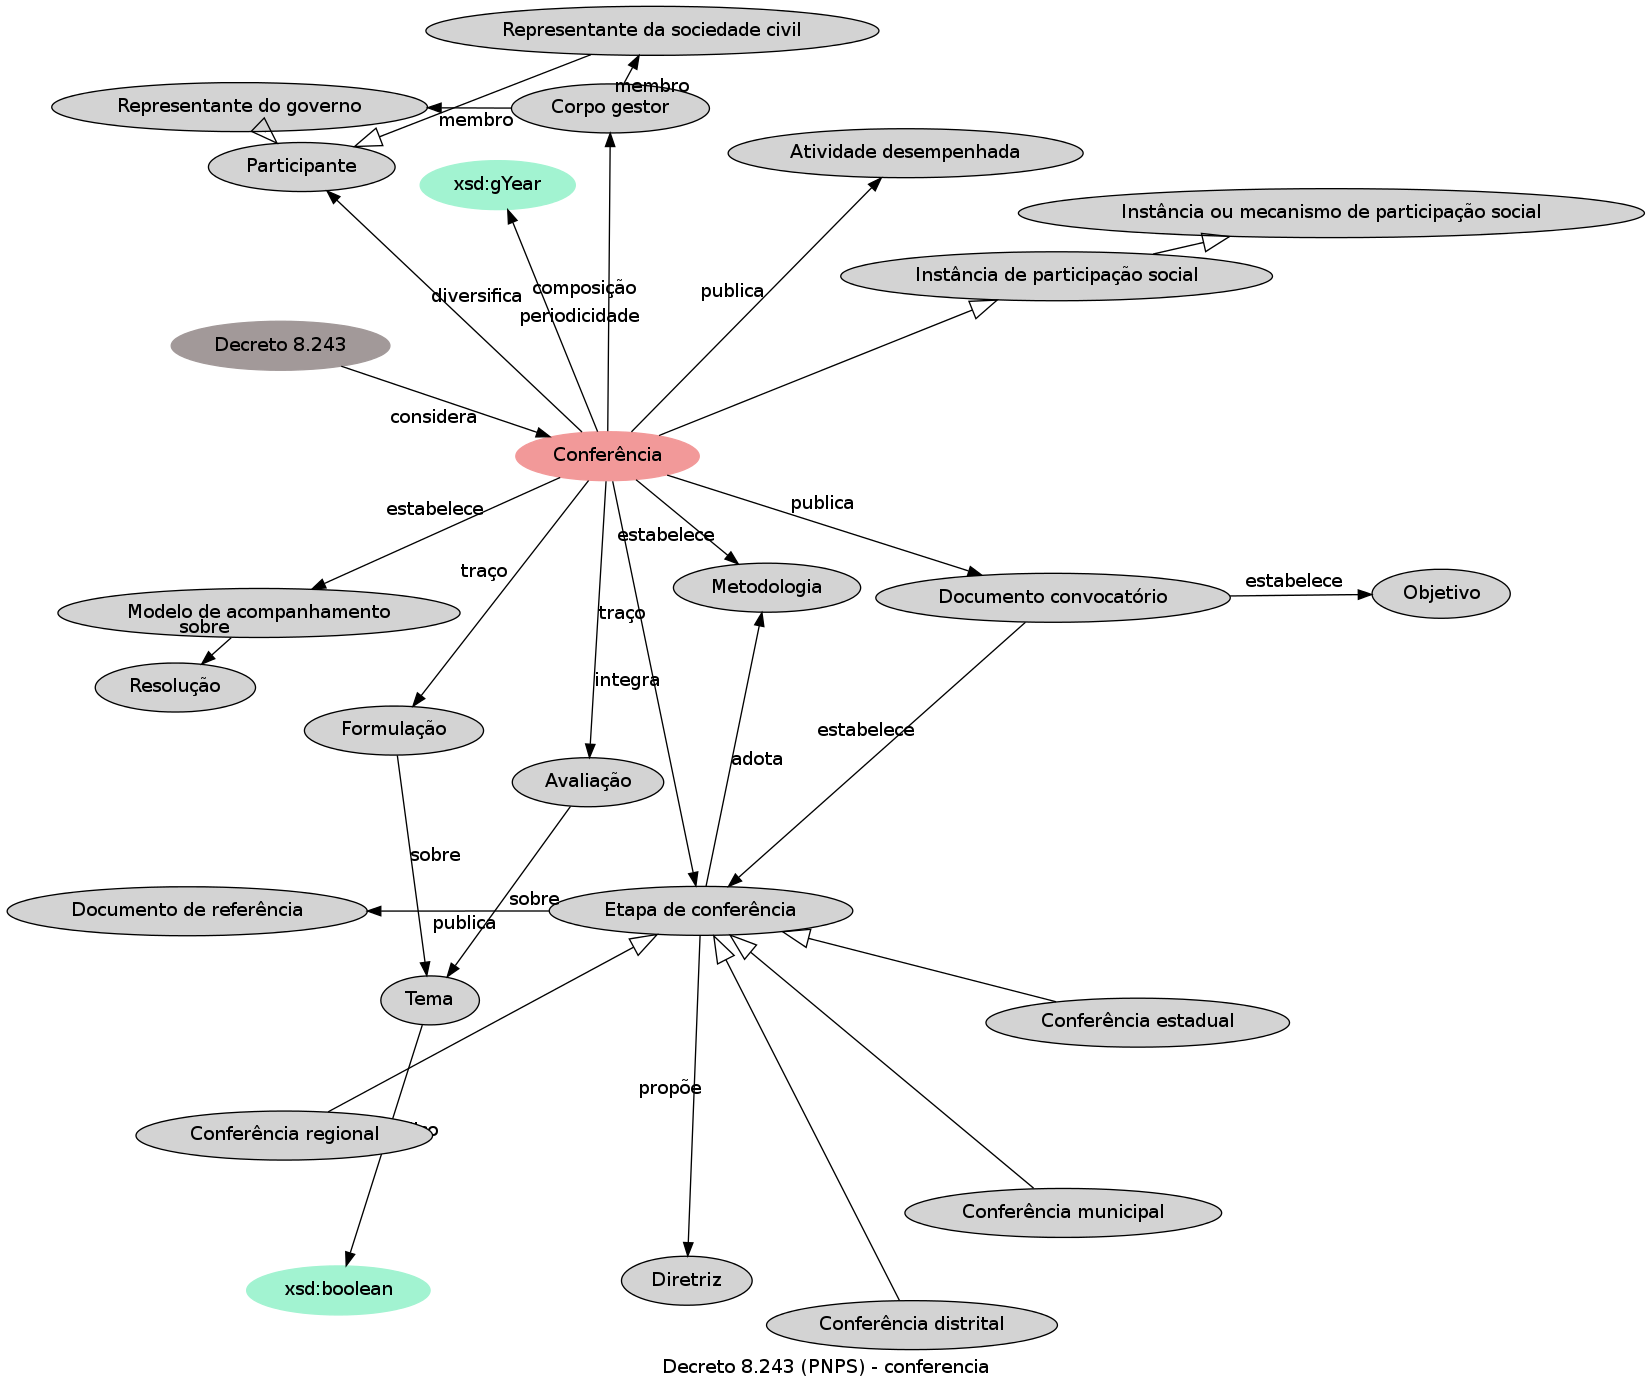 Representante da sociedade civil
membro
Representante do governo
Corpo gestor
membro
Atividade desempenhada
Participante
xsd:gYear
Instância ou mecanismo de participação social
Instância de participação social
diversifica
composição
publica
periodicidade
Decreto 8.243
considera
Conferência
estabelece
publica
estabelece
traço
Metodologia
estabelece
Objetivo
Documento convocatório
Modelo de acompanhamento
sobre
traço
Resolução
integra
Formulação
estabelece
adota
Avaliação
sobre
sobre
Documento de referência
publica
Etapa de conferência
Tema
Conferência estadual
propõe
Conferência regional
Conferência municipal
Diretriz
xsd:boolean
Conferência distrital
Decreto 8.243 (PNPS) - conferencia